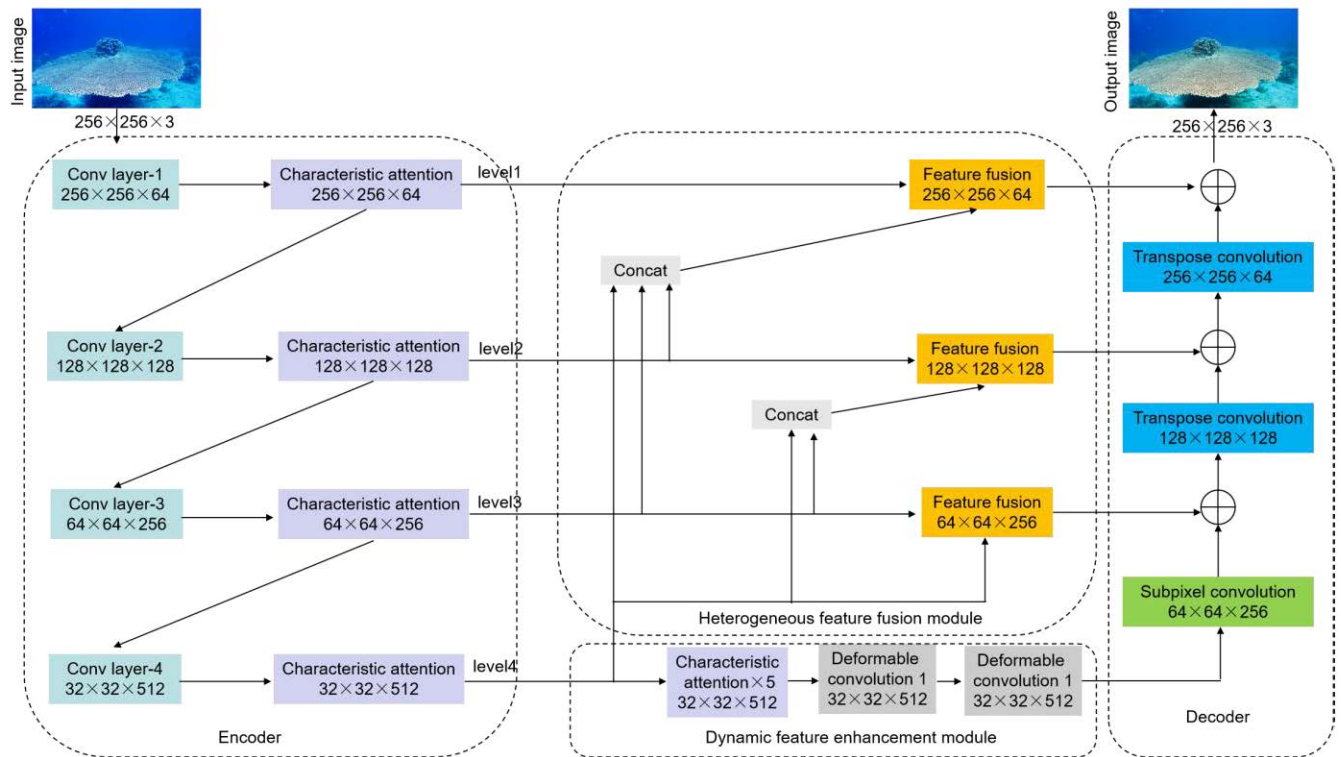 Input image
256×256×3
Output image
256×256×3
Conv layer-1
256×256×64
Characteristic attention
256×256×64
level1
Feature fusion
256×256×64
Concat
Transpose convolution
256×256×64
Conv layer-2
128×128×128
Characteristic attention
128×128×128
level2
Feature fusion
128×128×128
Concat
Transpose convolution
128×128×128
Conv layer-3
64×64×256
Characteristic attention
64×64×256
level3
Feature fusion
64×64×256
Subpixel convolution
64×64×256
Heterogeneous feature fusion module
Conv layer-4
32×32×512
Characteristic attention
32×32×512
level4
Characteristic
attention×5
32×32×512
Deformable
convolution 1
32×32×512
Deformable
convolution 1
32×32×512
Encoder
Dynamic feature enhancement module
Decoder